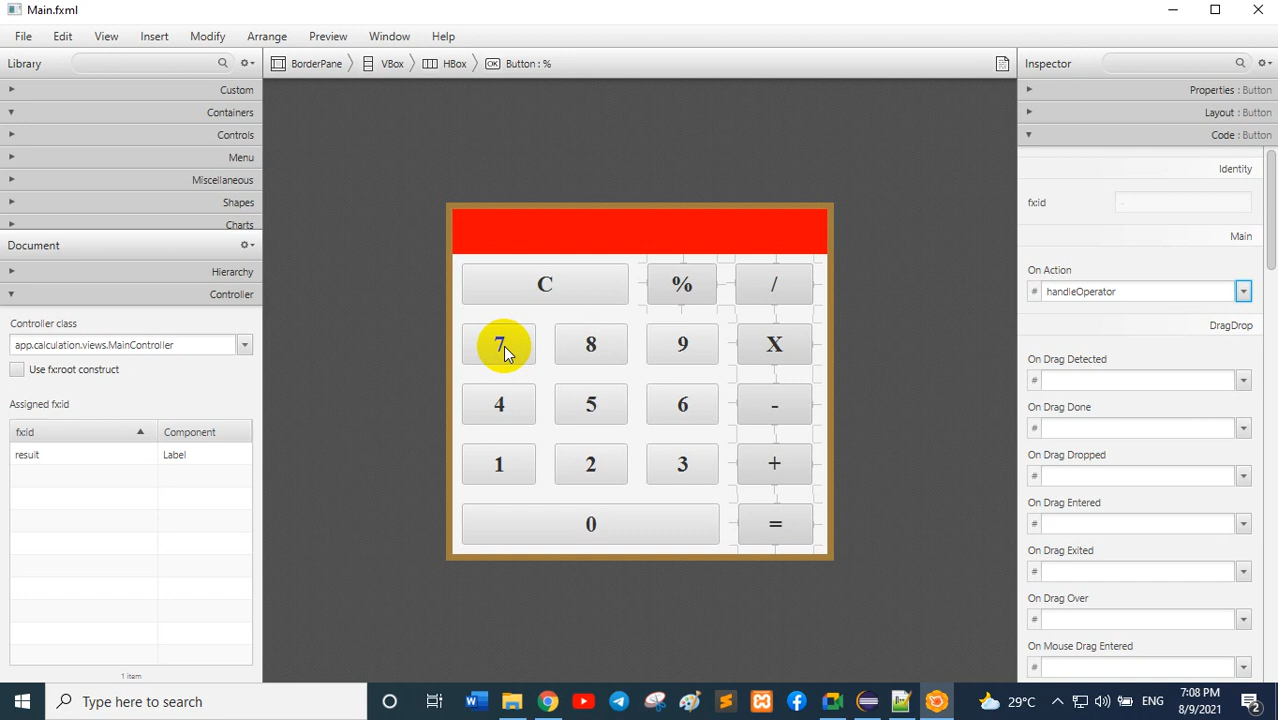 Main.fxml
File Edit View Insert Modify Arrange Preview Window Help
Library
BorderPane VBox HBox OK Button : %
Inspector
Custom
Containers
Controls
Menu
Miscellaneous
Shapes
Charts
Document
Hierarchy
Controller
Controller class
app.calculation.views.MainController
Use fx:root construct
Assigned fx:id
fx:id Component
result Label
1 item
C % /
7 8 9 X
4 5 6 -
1 2 3 +
0 =
Properties : Button
Layout : Button
Code : Button
Identity
fx:id
Main
On Action
# handleOperator
DragDrop
On Drag Detected
#
On Drag Done
#
On Drag Dropped
#
On Drag Entered
#
On Drag Exited
#
On Drag Over
#
On Mouse Drag Entered
#
Type here to search
29°C
ENG
7:08 PM
8/9/2021
2